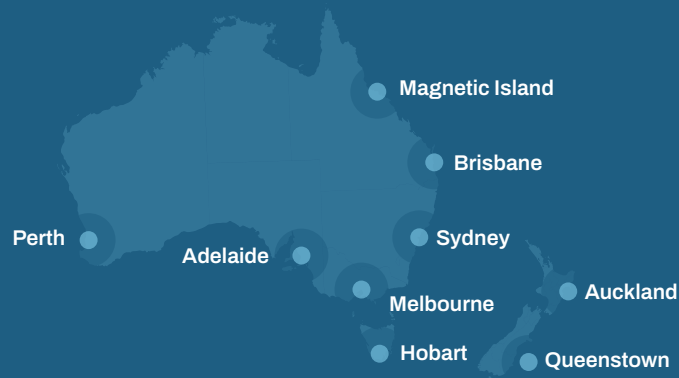 Magnetic Island
Brisbane
Perth
Sydney
Adelaide
Auckland
Melbourne
Hobart
Queenstown